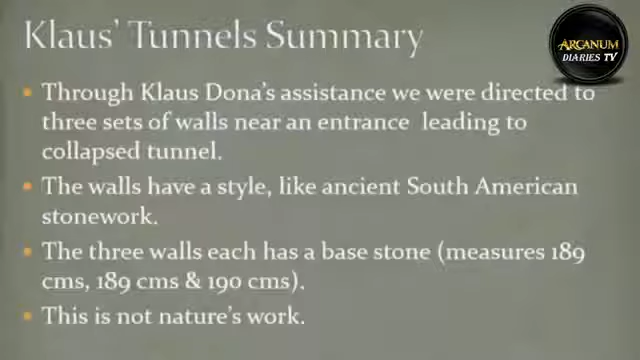 Klaus' Tunnels Summary
ARCANUM
DIARIES TV
Through Klaus Dona's assistance we were directed to
three sets of walls near an entrance leading to
collapsed tunnel.
The walls have a style, like ancient South American
stonework.
The three walls each has a base stone (measures 189
cms, 189 cms & 190 cms).
This is not nature's work.